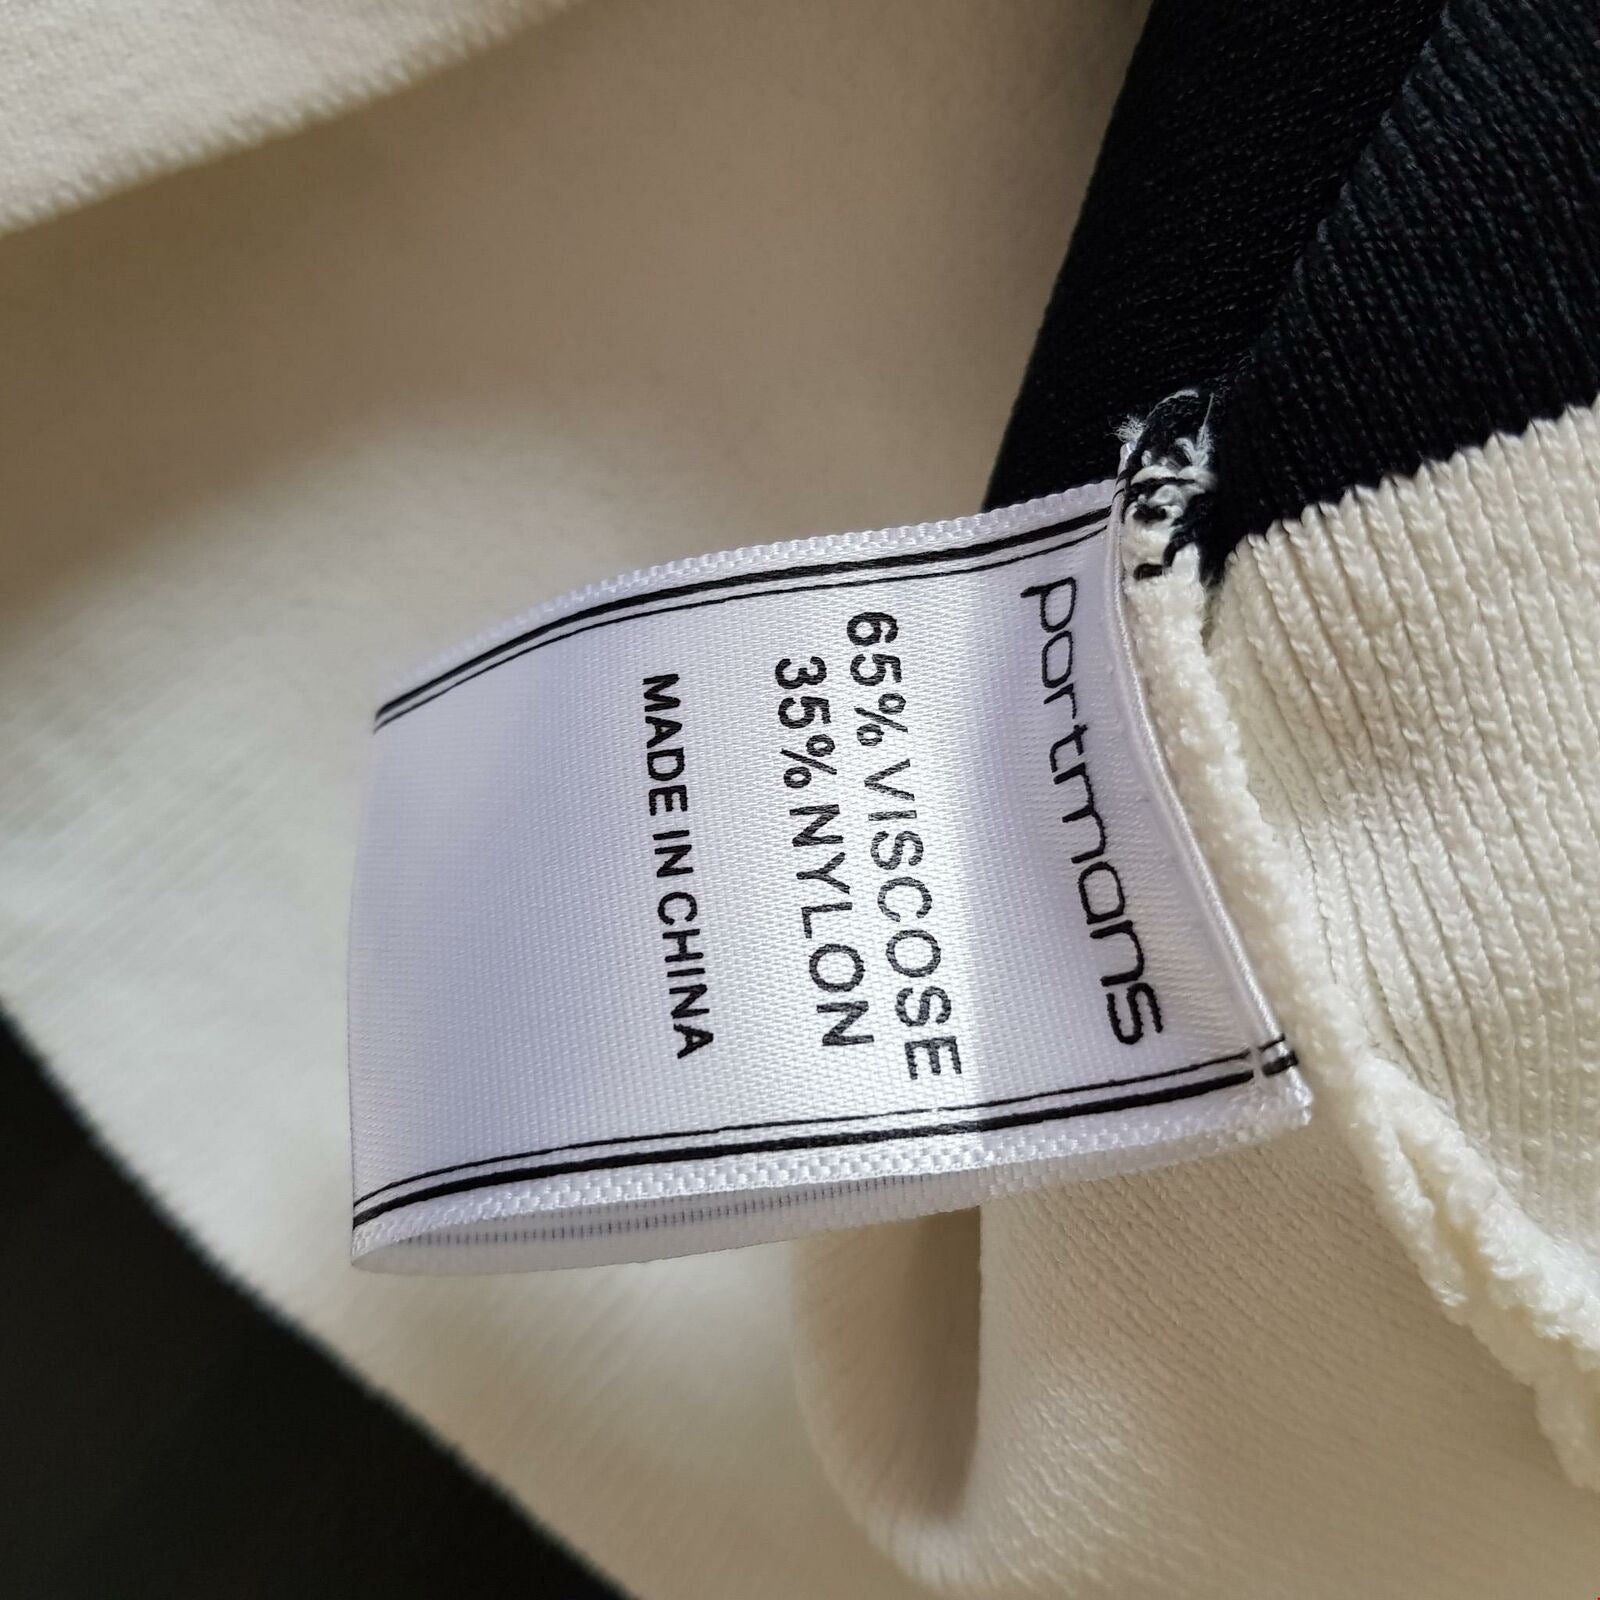 portmans
65% VISCOSE
35% NYLON
MADE IN CHINA